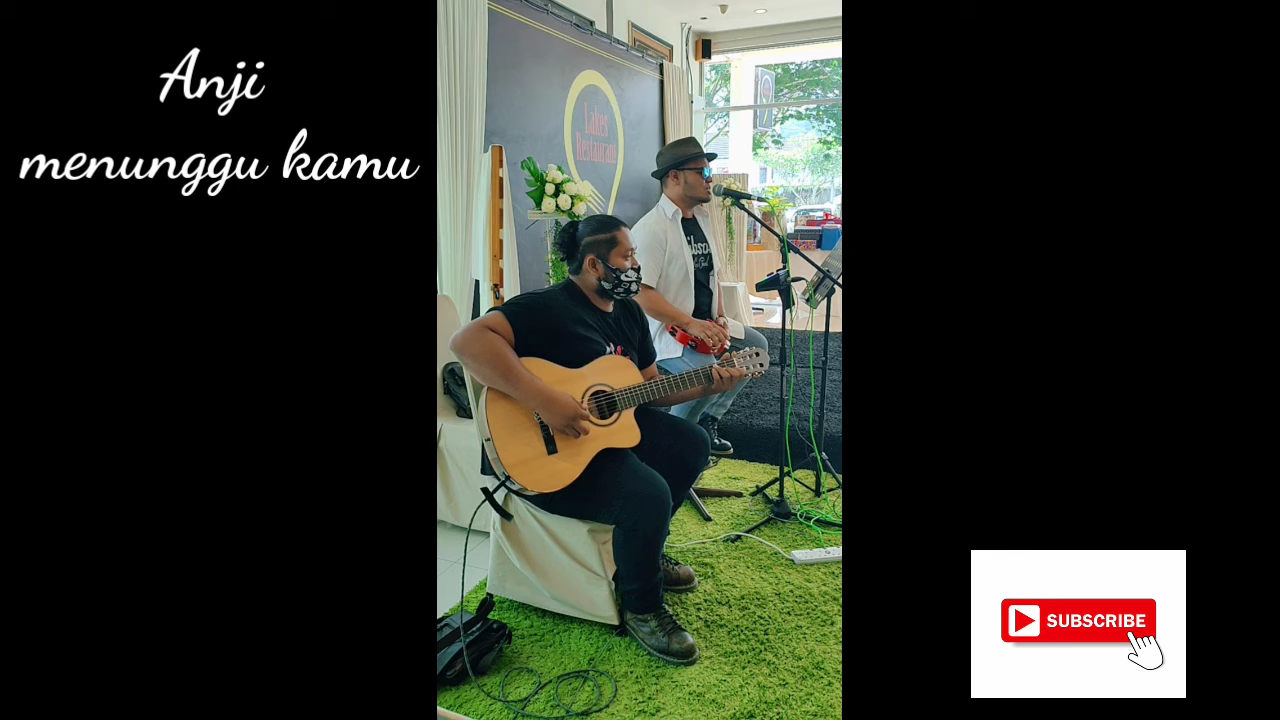 Anji
menunggu kamu
Lakes
Restaurant
SUBSCRIBE